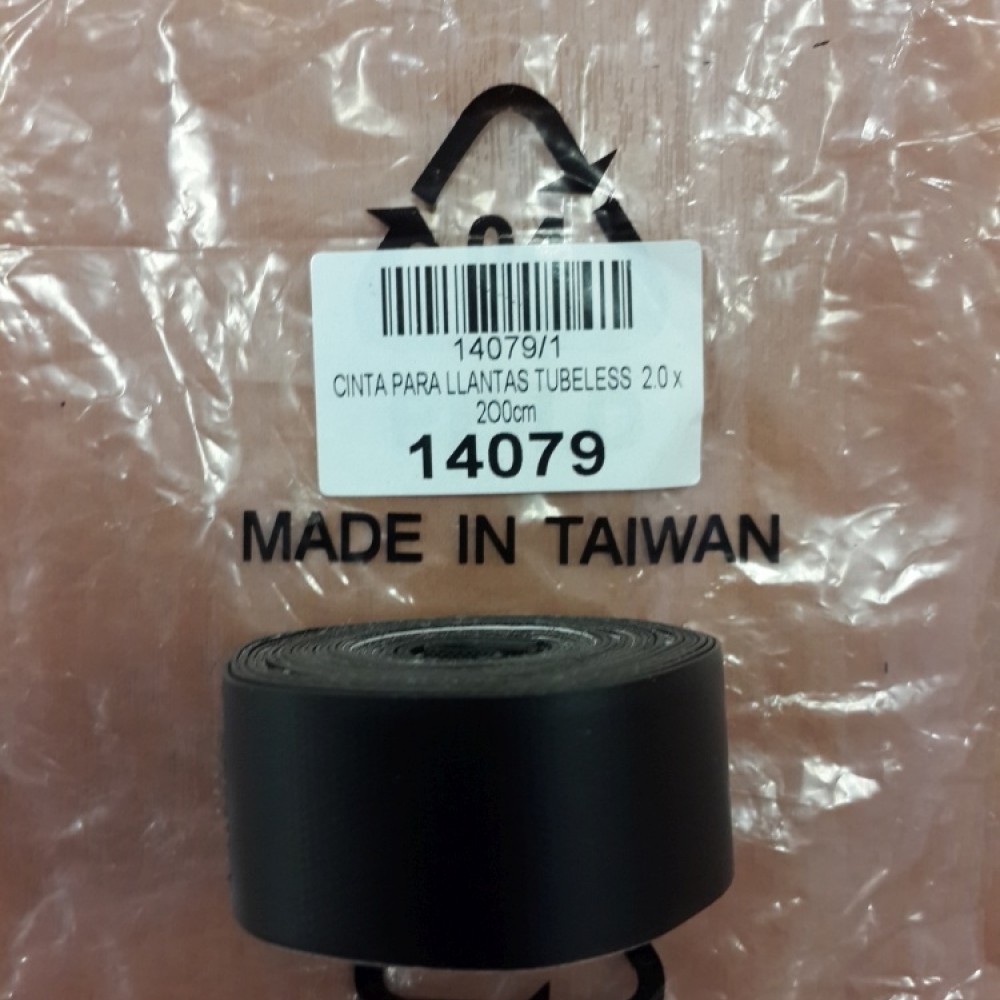 14079/1
CINTA PARA LLANTAS TUBELESS 2.0 x
200cm
14079
MADE IN TAIWAN